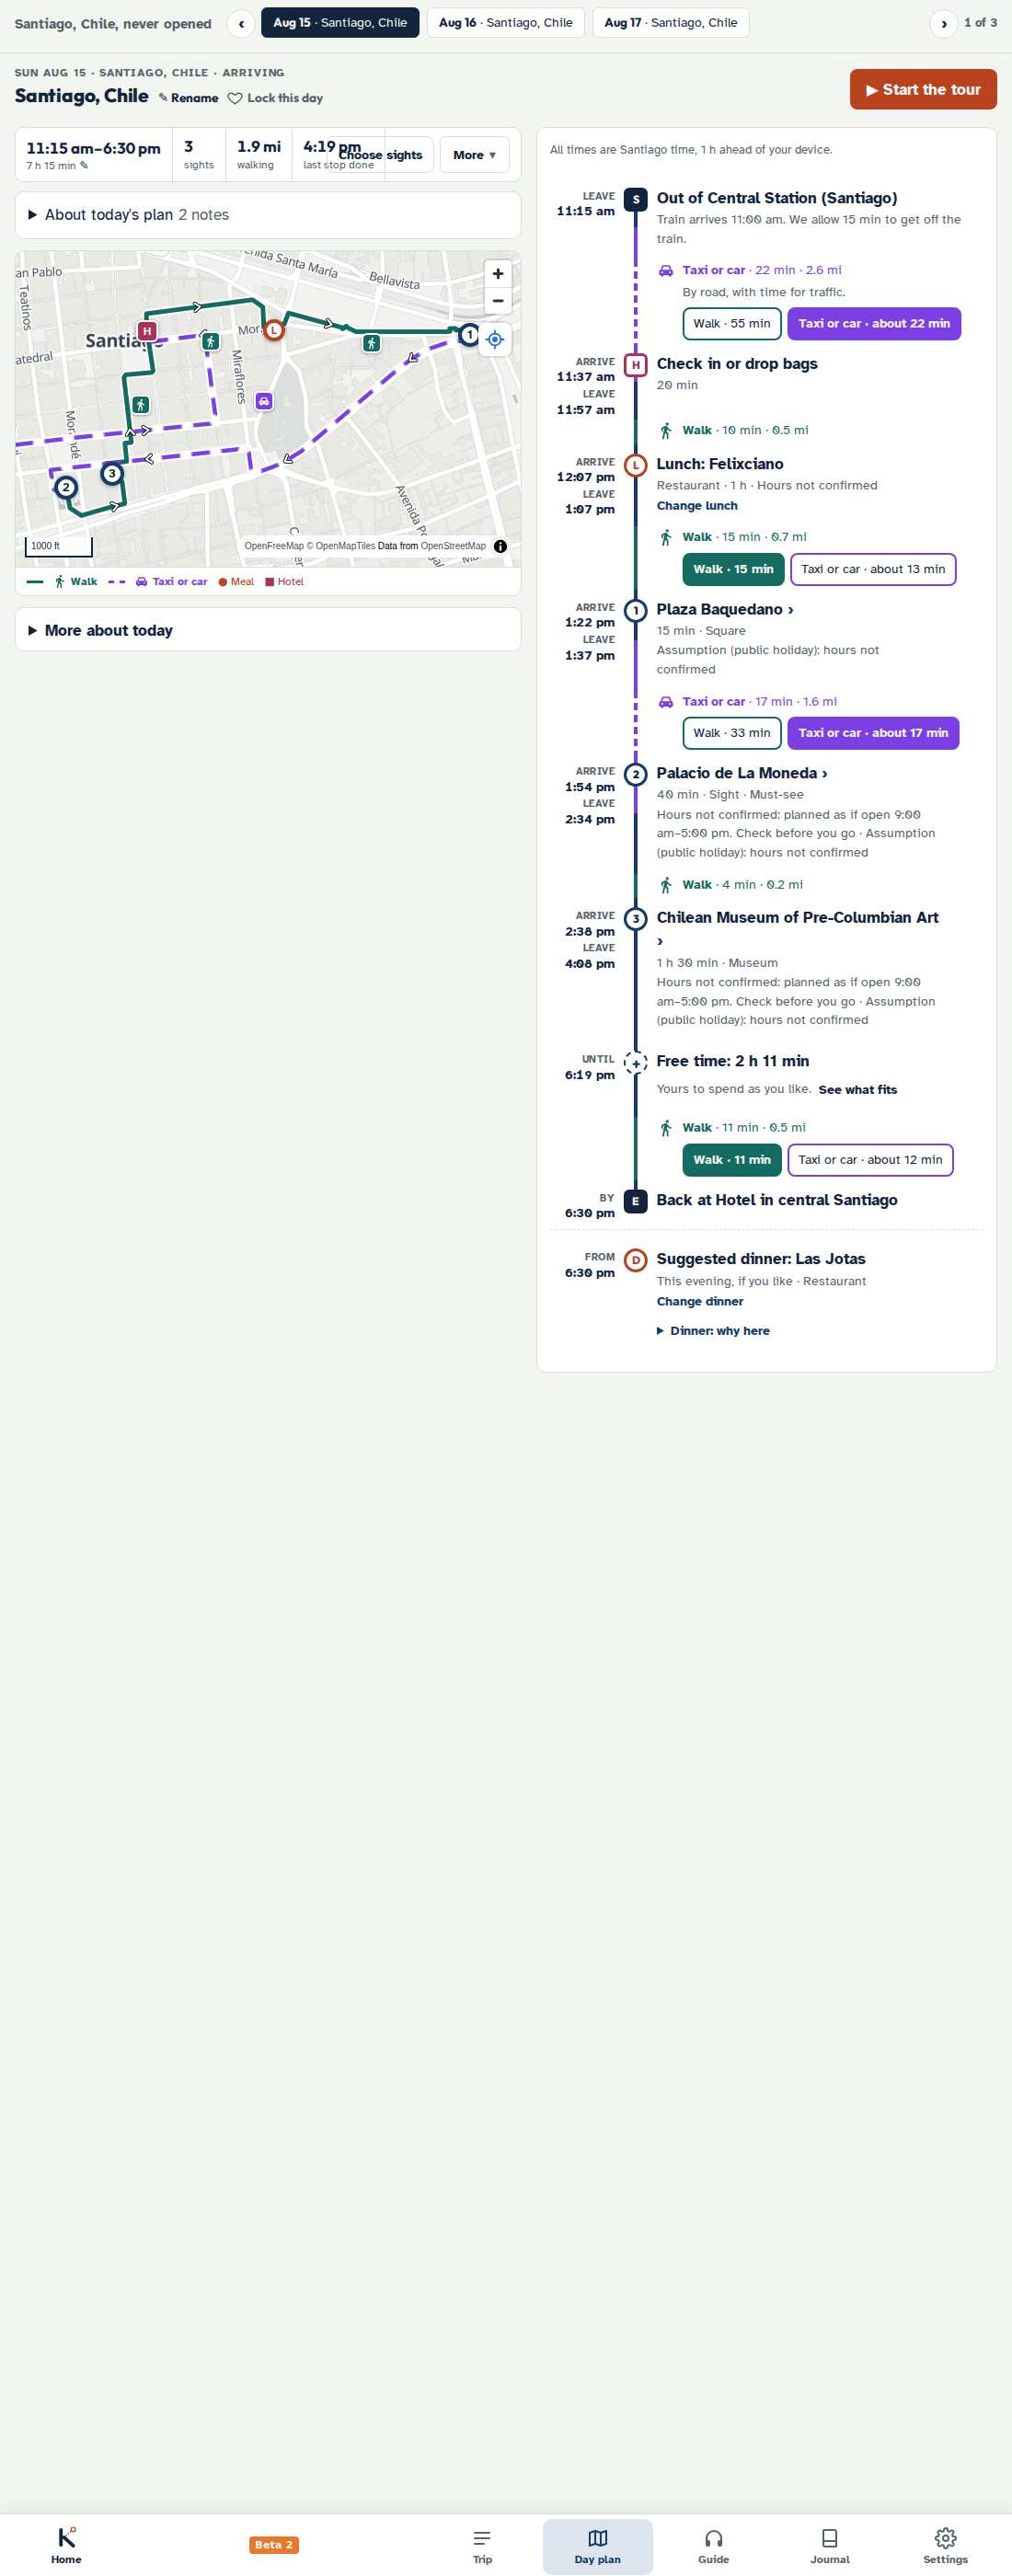 Santiago, Chile, never opened
‹
Aug 15 · Santiago, Chile
Aug 16 · Santiago, Chile
Aug 17 · Santiago, Chile
›
1 of 3
SUN AUG 15 · SANTIAGO, CHILE · ARRIVING
Santiago, Chile
✎ Rename
Lock this day
▶ Start the tour
11:15 am–6:30 pm
7 h 15 min ✎
3
sights
1.9 mi
walking
4:19 pm
last stop done
Choose sights
More ▾
▶ About today's plan 2 notes
an Pablo
Teatinos
Santa María
Bellavista
Santiago
H
L
1
atedral
Miraflores
2
3
+
−
1000 ft
OpenFreeMap © OpenMapTiles Data from OpenStreetMap
Walk
Taxi or car
Meal
Hotel
▶ More about today
All times are Santiago time, 1 h ahead of your device.
LEAVE
11:15 am
S
Out of Central Station (Santiago)
Train arrives 11:00 am. We allow 15 min to get off the
train.
Taxi or car · 22 min · 2.6 mi
By road, with time for traffic.
Walk · 55 min
Taxi or car · about 22 min
ARRIVE
11:37 am
LEAVE
11:57 am
H
Check in or drop bags
20 min
Walk · 10 min · 0.5 mi
ARRIVE
12:07 pm
LEAVE
1:07 pm
L
Lunch: Felixciano
Restaurant · 1 h · Hours not confirmed
Change lunch
Walk · 15 min · 0.7 mi
Walk · 15 min
Taxi or car · about 13 min
ARRIVE
1:22 pm
LEAVE
1:37 pm
1
Plaza Baquedano ›
15 min · Square
Assumption (public holiday): hours not
confirmed
Taxi or car · 17 min · 1.6 mi
Walk · 33 min
Taxi or car · about 17 min
ARRIVE
1:54 pm
LEAVE
2:34 pm
2
Palacio de La Moneda ›
40 min · Sight · Must-see
Hours not confirmed: planned as if open 9:00
am–5:00 pm. Check before you go · Assumption
(public holiday): hours not confirmed
Walk · 4 min · 0.2 mi
ARRIVE
2:38 pm
LEAVE
4:08 pm
3
Chilean Museum of Pre-Columbian Art
›
1 h 30 min · Museum
Hours not confirmed: planned as if open 9:00
am–5:00 pm. Check before you go · Assumption
(public holiday): hours not confirmed
UNTIL
6:19 pm
+
Free time: 2 h 11 min
Yours to spend as you like. See what fits
Walk · 11 min · 0.5 mi
Walk · 11 min
Taxi or car · about 12 min
BY
6:30 pm
E
Back at Hotel in central Santiago
FROM
6:30 pm
D
Suggested dinner: Las Jotas
This evening, if you like · Restaurant
Change dinner
▶ Dinner: why here
Home
Beta 2
Trip
Day plan
Guide
Journal
Settings